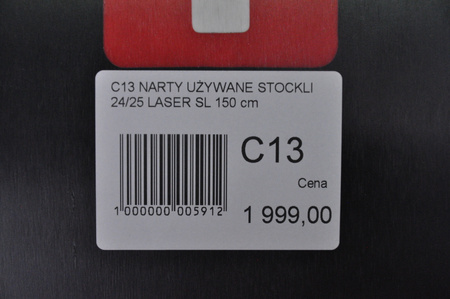 C13 NARTY UŻYWANE STOCKLI
24/25 LASER SL 150 cm
C13
Cena
1 000000 005912
1 999,00